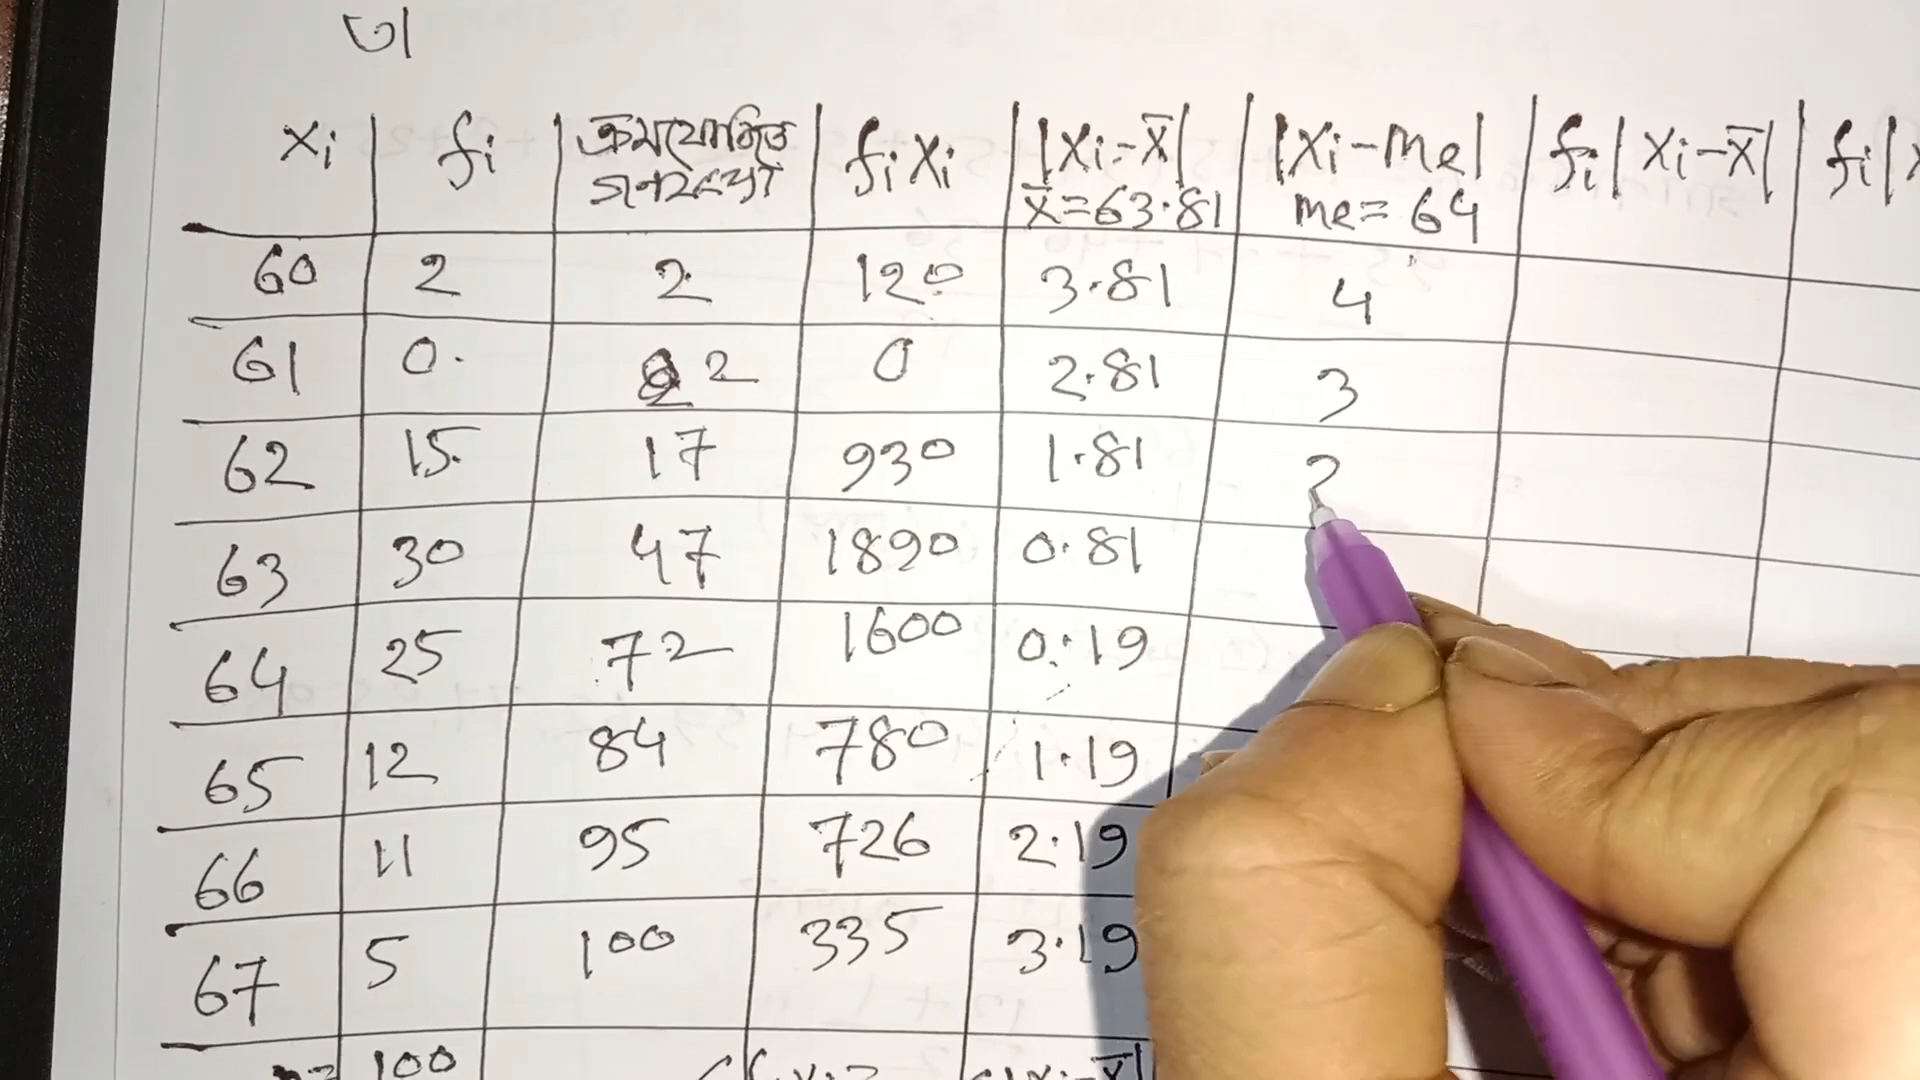 ৩।
xi | fi | ক্রমযোগিত গণসংখ্যা | fi xi | |xi-x̄| x̄=63.81 | |xi-me| me=64 | fi|xi-x̄| | fi|x
60 2 2 120 3.81 4
61 0. 2 0 2.81 3
62 15. 17 930 1.81 2
63 30 47 1890 0.81
64 25 72 1600 0.19
65 12 84 780 1.19
66 11 95 726 2.19
67 5 100 335 3.19
100